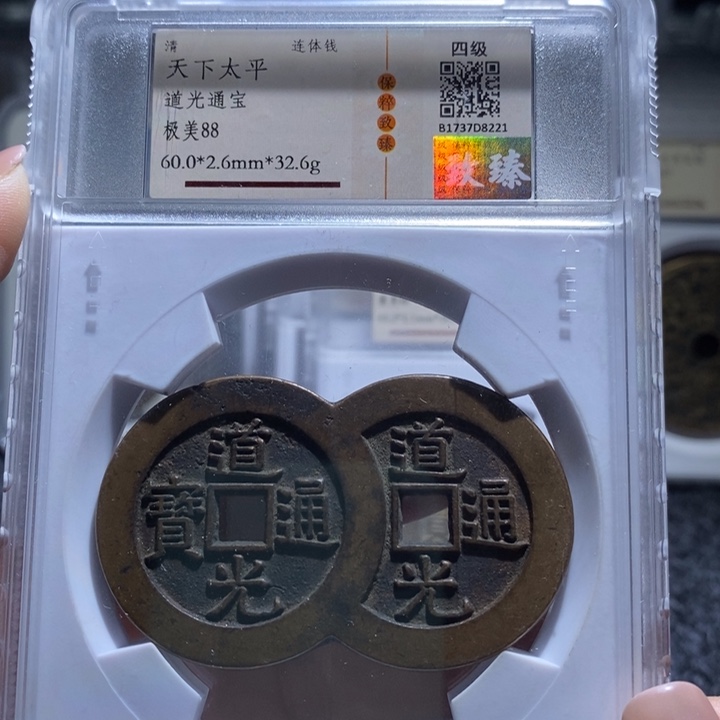 清 连体钱
天下太平
道光通宝
极美88
60.0*2.6mm*32.6g
保粹致臻
四级
B1737D8221
致臻
道光通寶
道光通